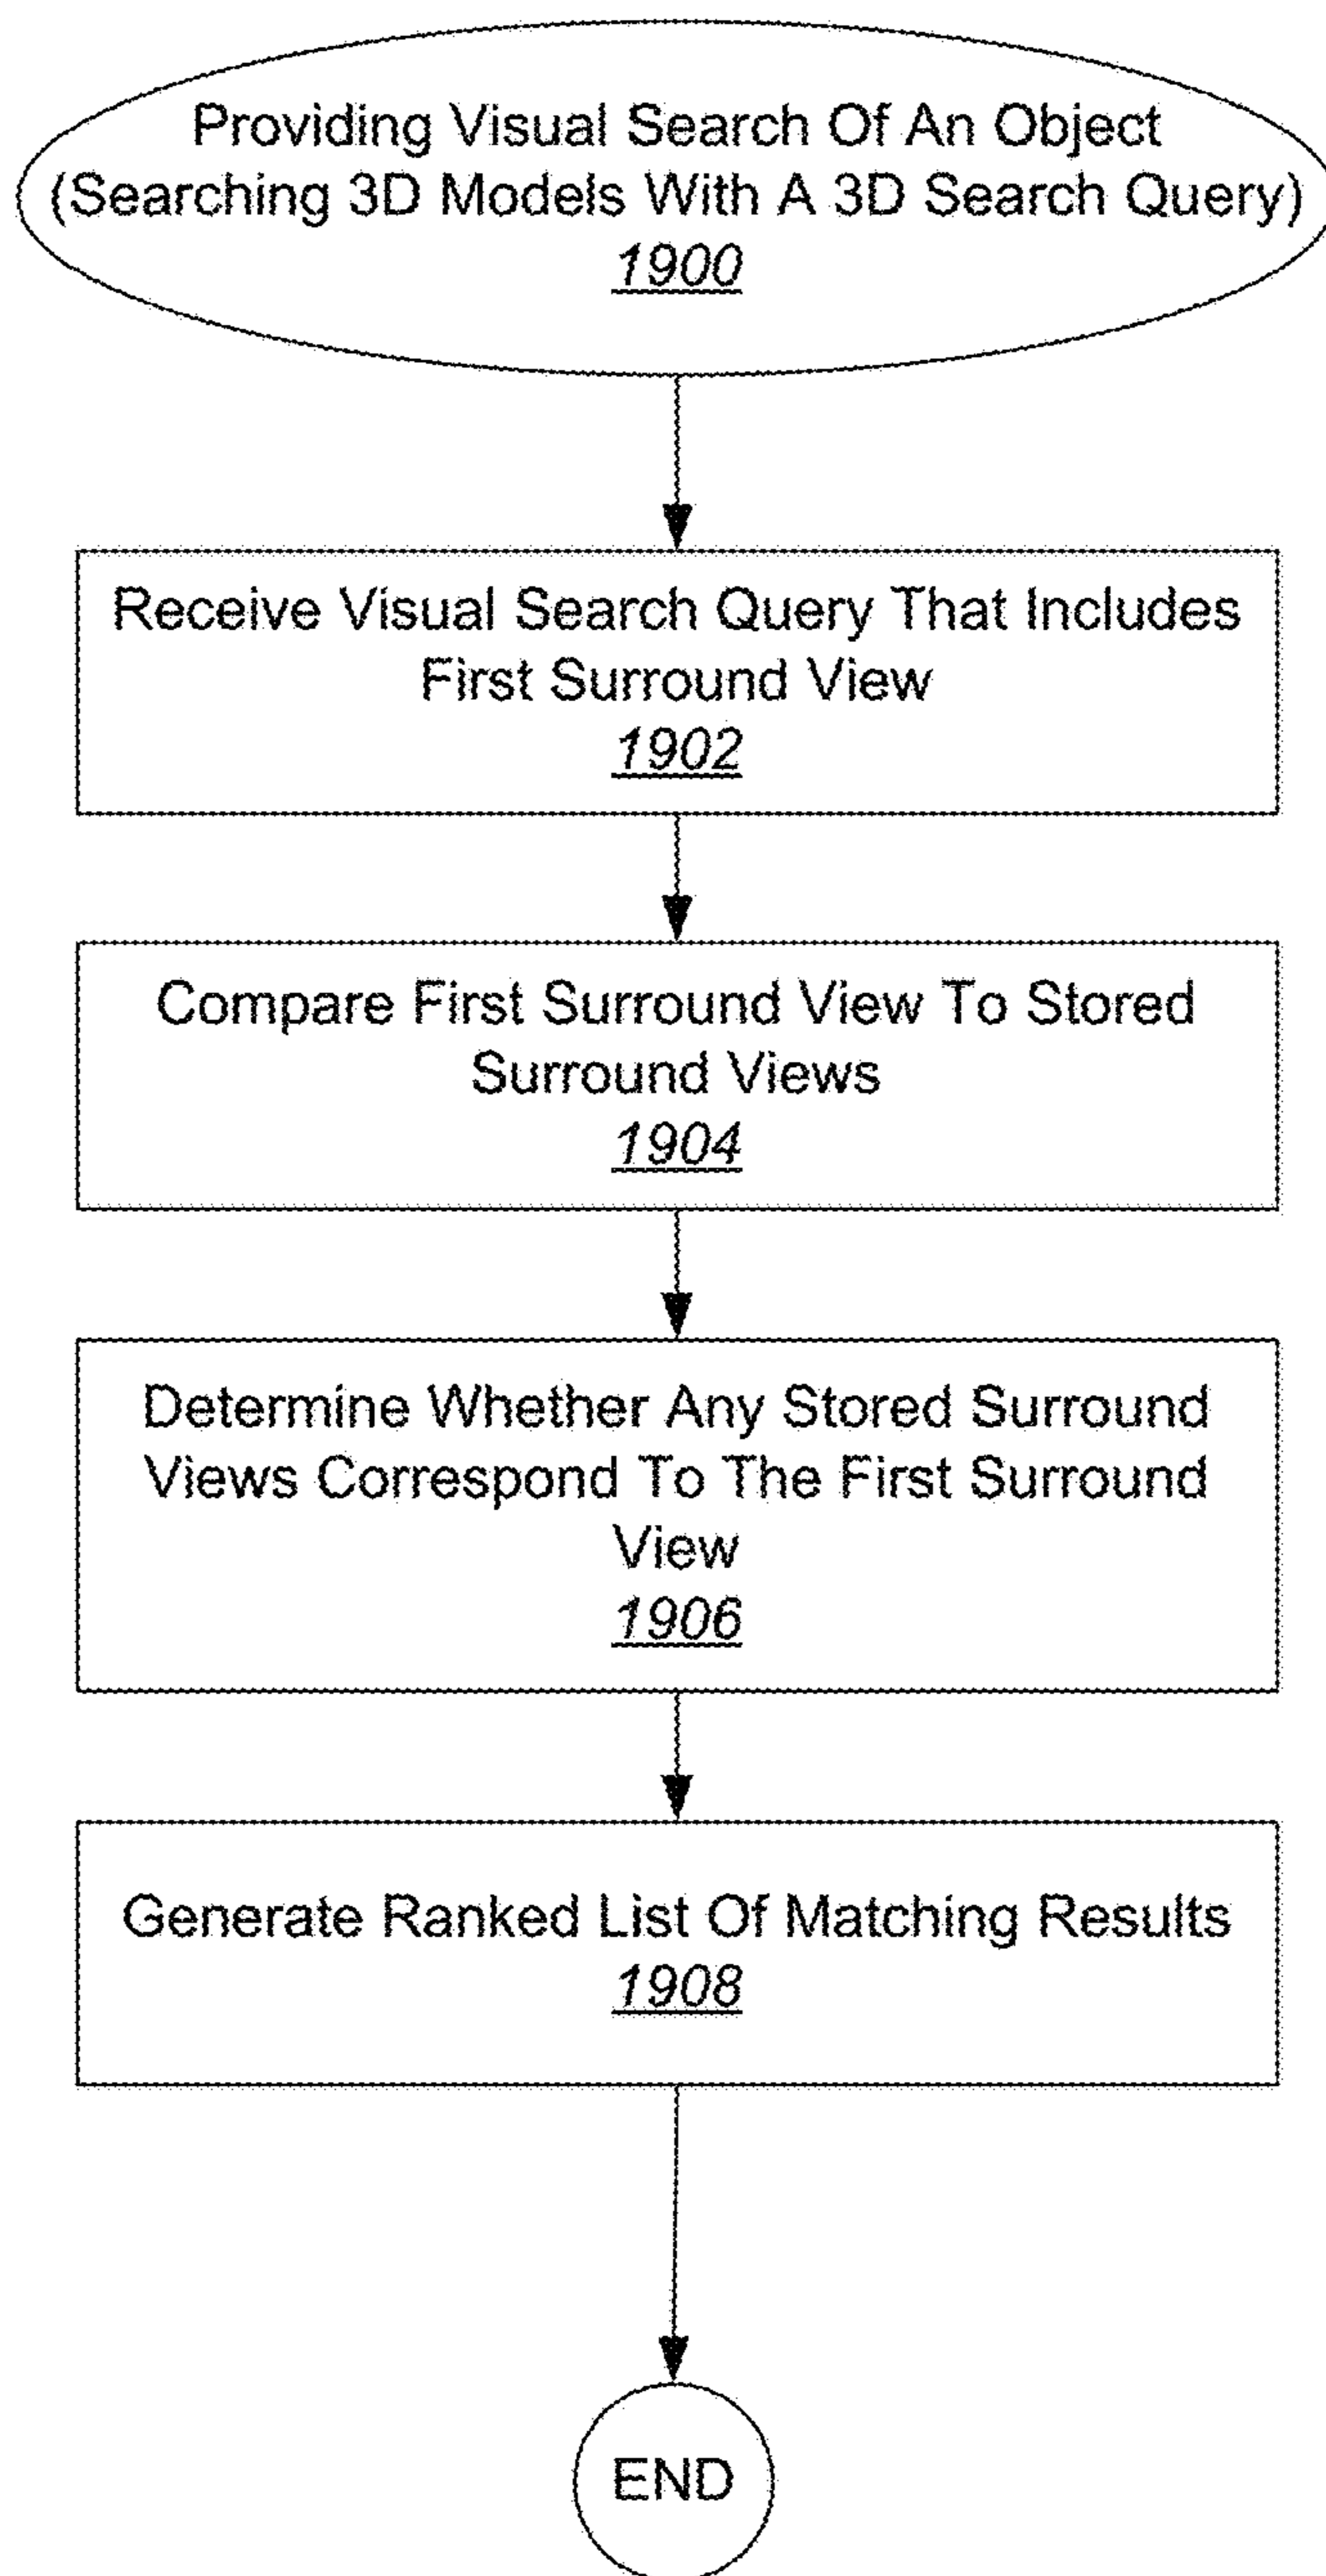 Providing Visual Search Of An Object
(Searching 3D Models With A 3D Search Query)
1900
Receive Visual Search Query That Includes
First Surround View
1902
Compare First Surround View To Stored
Surround Views
1904
Determine Whether Any Stored Surround
Views Correspond To The First Surround
View
1906
Generate Ranked List Of Matching Results
1908
END